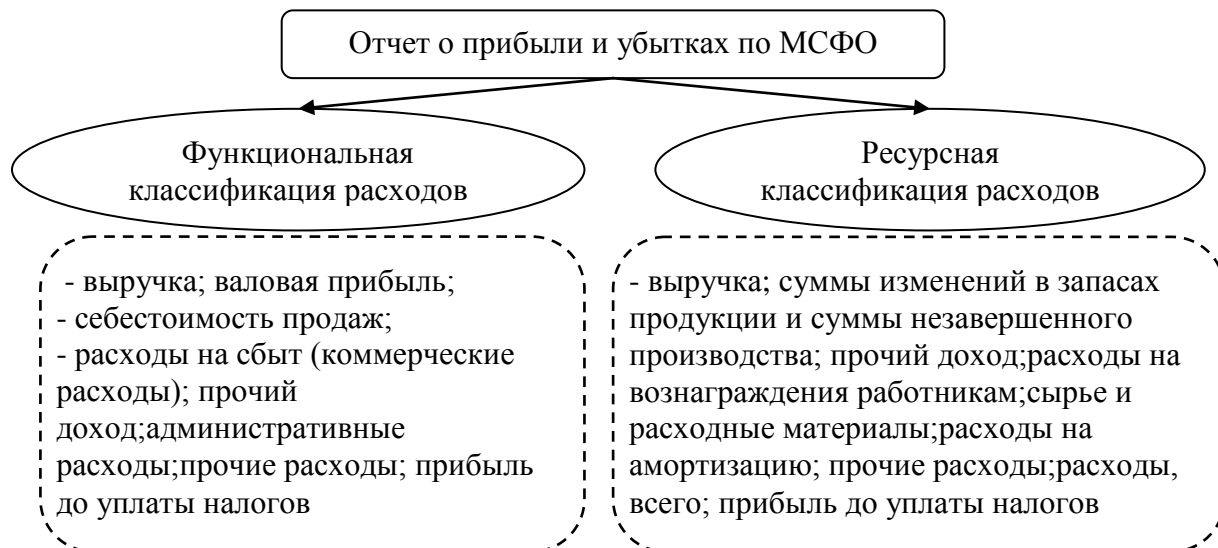 Отчет о прибыли и убытках по МСФО
Функциональная
классификация расходов
Ресурсная
классификация расходов
- выручка; валовая прибыль;
- себестоимость продаж;
- расходы на сбыт (коммерческие
расходы); прочий
доход;административные
расходы;прочие расходы; прибыль
до уплаты налогов
- выручка; суммы изменений в запасах
продукции и суммы незавершенного
производства; прочий доход;расходы на
вознаграждения работникам;сырье и
расходные материалы;расходы на
амортизацию; прочие расходы;расходы,
всего; прибыль до уплаты налогов